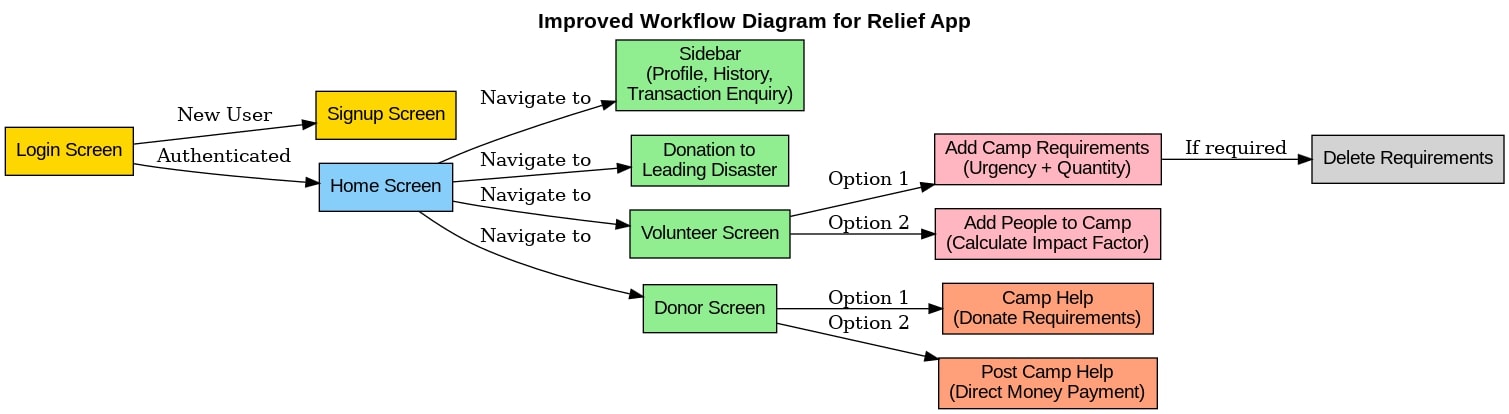 Improved Workflow Diagram for Relief App
Login Screen
New User
Authenticated
Signup Screen
Home Screen
Navigate to
Navigate to
Navigate to
Navigate to
Sidebar
(Profile, History,
Transaction Enquiry)
Donation to
Leading Disaster
Volunteer Screen
Donor Screen
Option 1
Option 2
Option 1
Option 2
Add Camp Requirements
(Urgency + Quantity)
Add People to Camp
(Calculate Impact Factor)
Camp Help
(Donate Requirements)
Post Camp Help
(Direct Money Payment)
If required
Delete Requirements